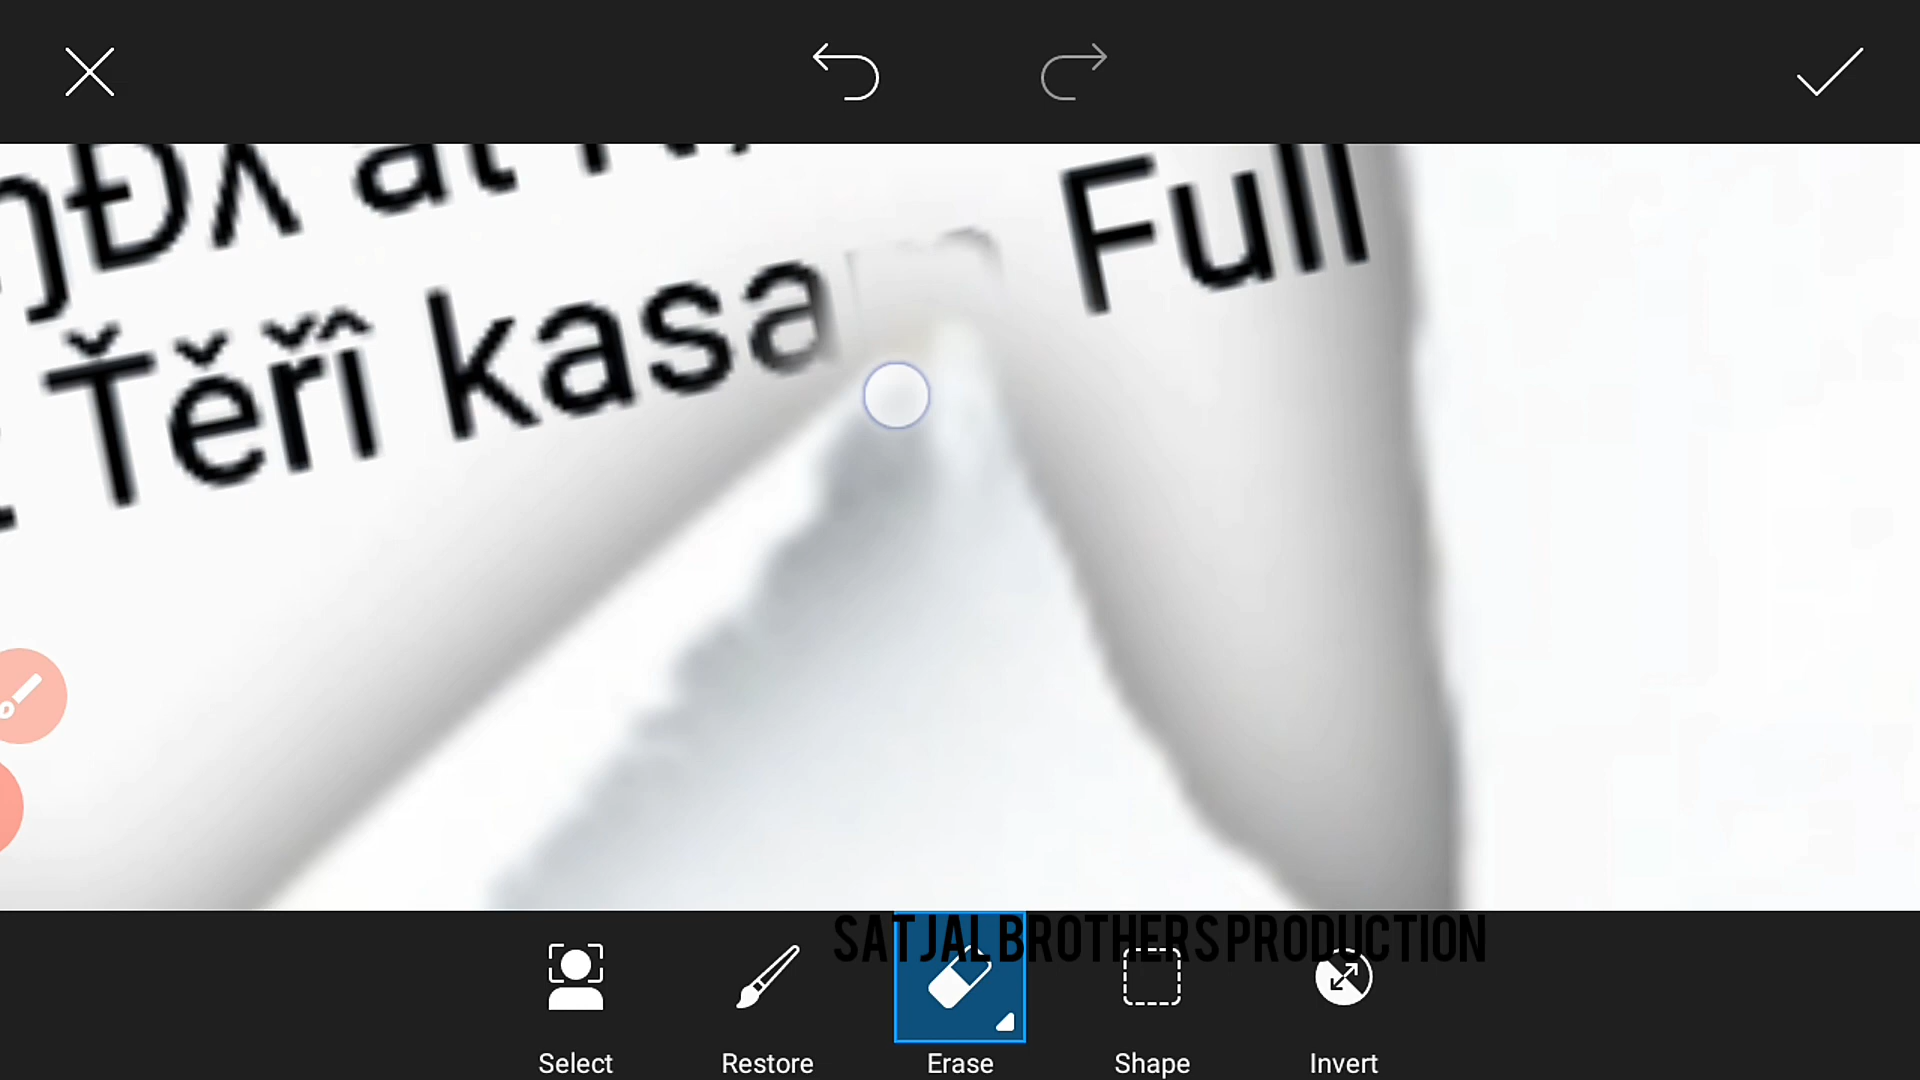 Full
Ťěřî kasa
SATJAL BROTHERS PRODUCTION
Select Restore Erase Shape Invert